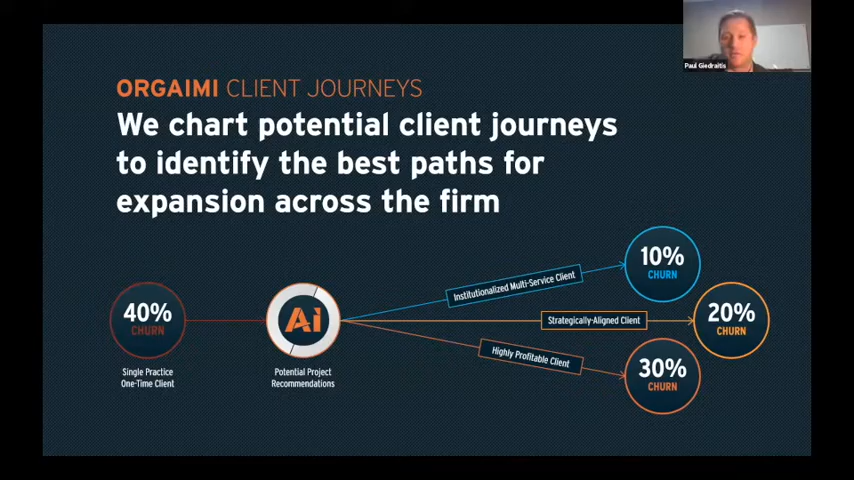 Paul Giedraitis
ORGAIMI CLIENT JOURNEYS
We chart potential client journeys
to identify the best paths for
expansion across the firm
40%
CHURN
Single Practice
One-Time Client
Ai
Potential Project
Recommendations
Institutionalized Multi-Service Client
10%
CHURN
Strategically-Aligned Client
20%
CHURN
Highly Profitable Client
30%
CHURN